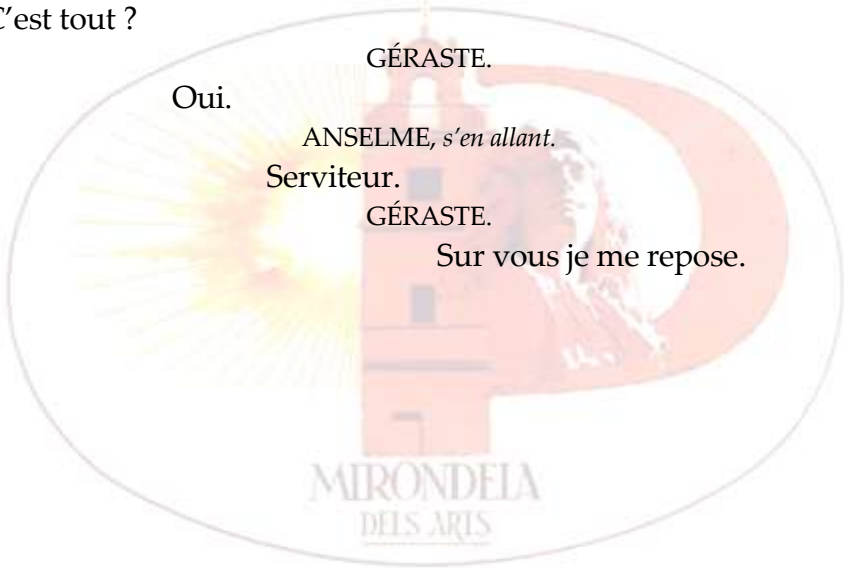 C’est tout ?
GÉRASTE.
Oui.
ANSELME, s’en allant.
Serviteur.
GÉRASTE.
Sur vous je me repose.
MIRONDELA
DELS ARTS